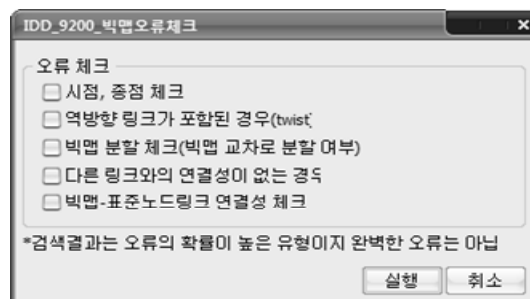 IDD_9200_빅맵오류체크
오류 체크
시점, 종점 체크
역방향 링크가 포함된 경우(twist)
빅맵 분할 체크(빅맵 교차로 분할 여부)
다른 링크와의 연결성이 없는 경우
빅맵-표준노드링크 연결성 체크
*검색결과는 오류의 확률이 높은 유형이지 완벽한 오류는 아닙
실행 취소